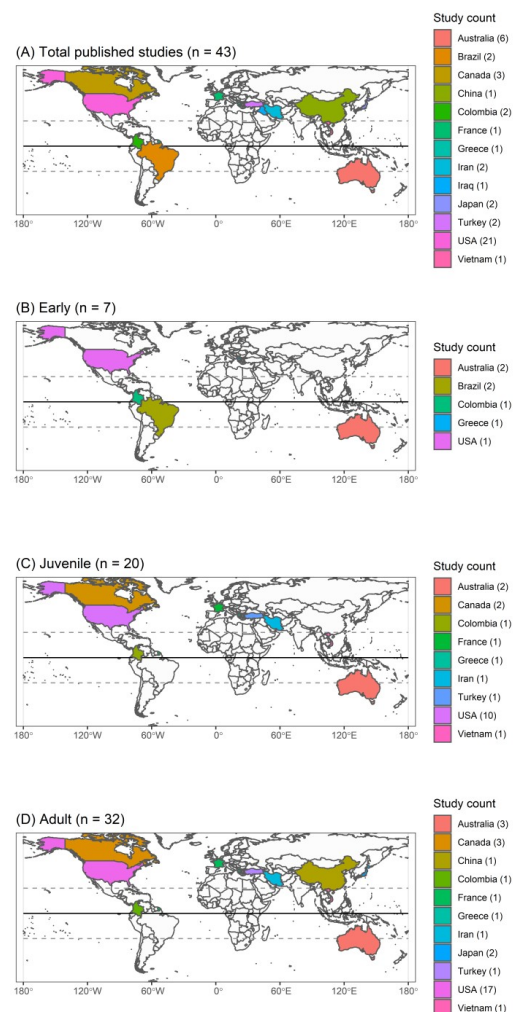 Study count
(A) Total published studies (n = 43)
Australia (6)
Brazil (2)
Canada (3)
China (1)
Colombia (2)
France (1)
Greece (1)
Iran (2)
Iraq (1)
Japan (2)
Turkey (2)
USA (21)
Vietnam (1)
180° 120°W 60°W 0° 60°E 120°E 180°
(B) Early (n = 7)
Study count
Australia (2)
Brazil (2)
Colombia (1)
Greece (1)
USA (1)
180° 120°W 60°W 0° 60°E 120°E 180°
(C) Juvenile (n = 20)
Study count
Australia (2)
Canada (2)
Colombia (1)
France (1)
Greece (1)
Iran (1)
Turkey (1)
USA (10)
Vietnam (1)
180° 120°W 60°W 0° 60°E 120°E 180°
(D) Adult (n = 32)
Study count
Australia (3)
Canada (3)
China (1)
Colombia (1)
France (1)
Greece (1)
Iran (1)
Japan (2)
Turkey (1)
USA (17)
Vietnam (1)
180° 120°W 60°W 0° 60°E 120°E 180°